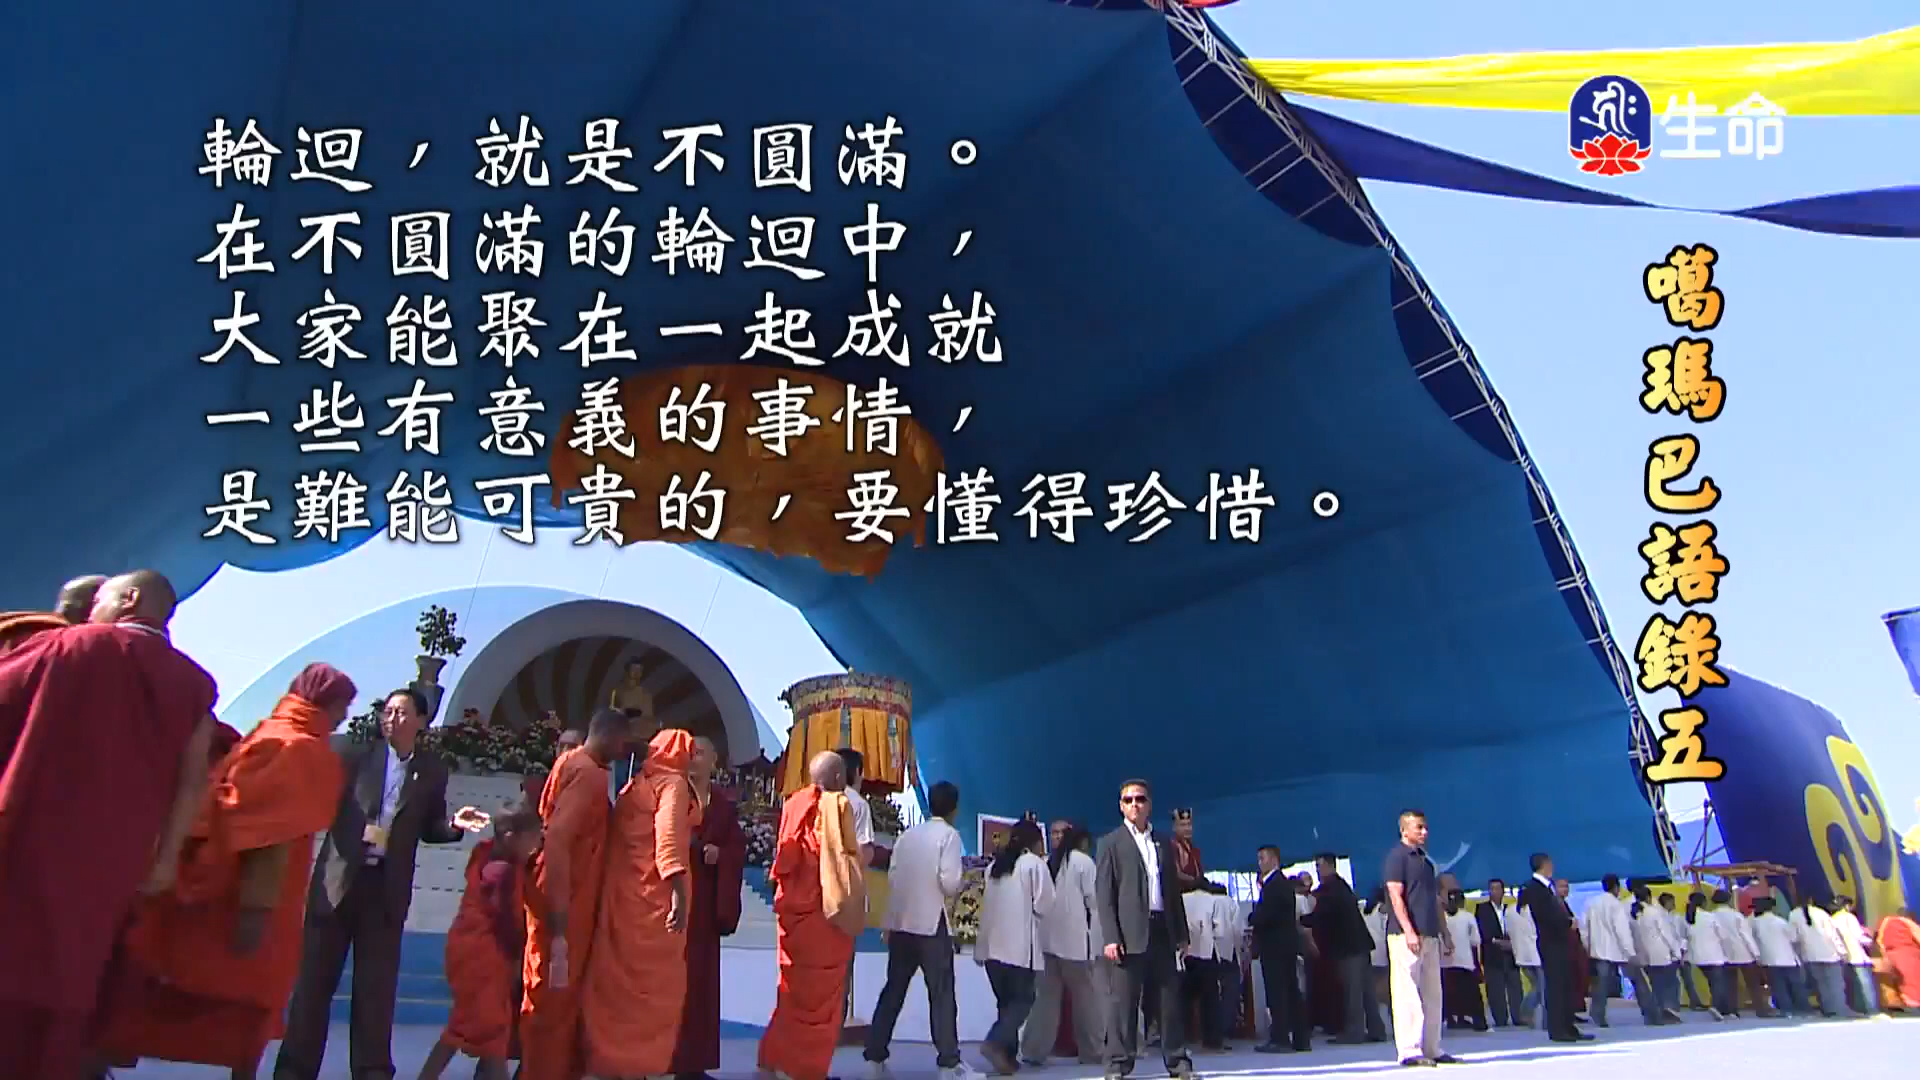 輪迴，就是不圓滿。
在不圓滿的輪迴中，
大家能聚在一起成就
一些有意義的事情，
是難能可貴的，要懂得珍惜。
生命
噶瑪巴語錄五